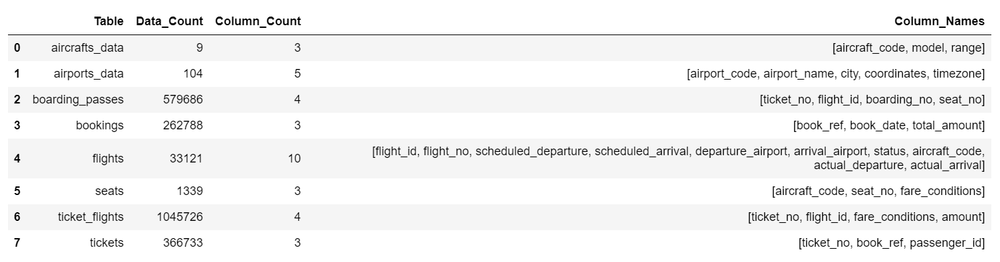 Table Data_Count Column_Count Column_Names
0 aircrafts_data 9 3 [aircraft_code, model, range]
1 airports_data 104 5 [airport_code, airport_name, city, coordinates, timezone]
2 boarding_passes 579686 4 [ticket_no, flight_id, boarding_no, seat_no]
3 bookings 262788 3 [book_ref, book_date, total_amount]
4 flights 33121 10 [flight_id, flight_no, scheduled_departure, scheduled_arrival, departure_airport, arrival_airport, status, aircraft_code,
actual_departure, actual_arrival]
5 seats 1339 3 [aircraft_code, seat_no, fare_conditions]
6 ticket_flights 1045726 4 [ticket_no, flight_id, fare_conditions, amount]
7 tickets 366733 3 [ticket_no, book_ref, passenger_id]